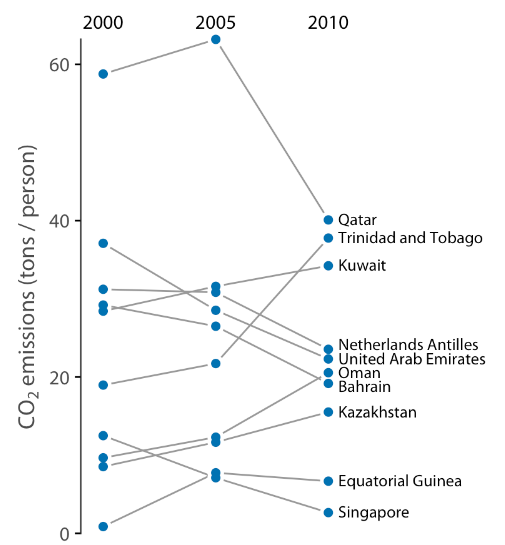 2000 2005 2010
60
40
20
0
CO₂ emissions (tons / person)
Qatar
Trinidad and Tobago
Kuwait
Netherlands Antilles
United Arab Emirates
Oman
Bahrain
Kazakhstan
Equatorial Guinea
Singapore